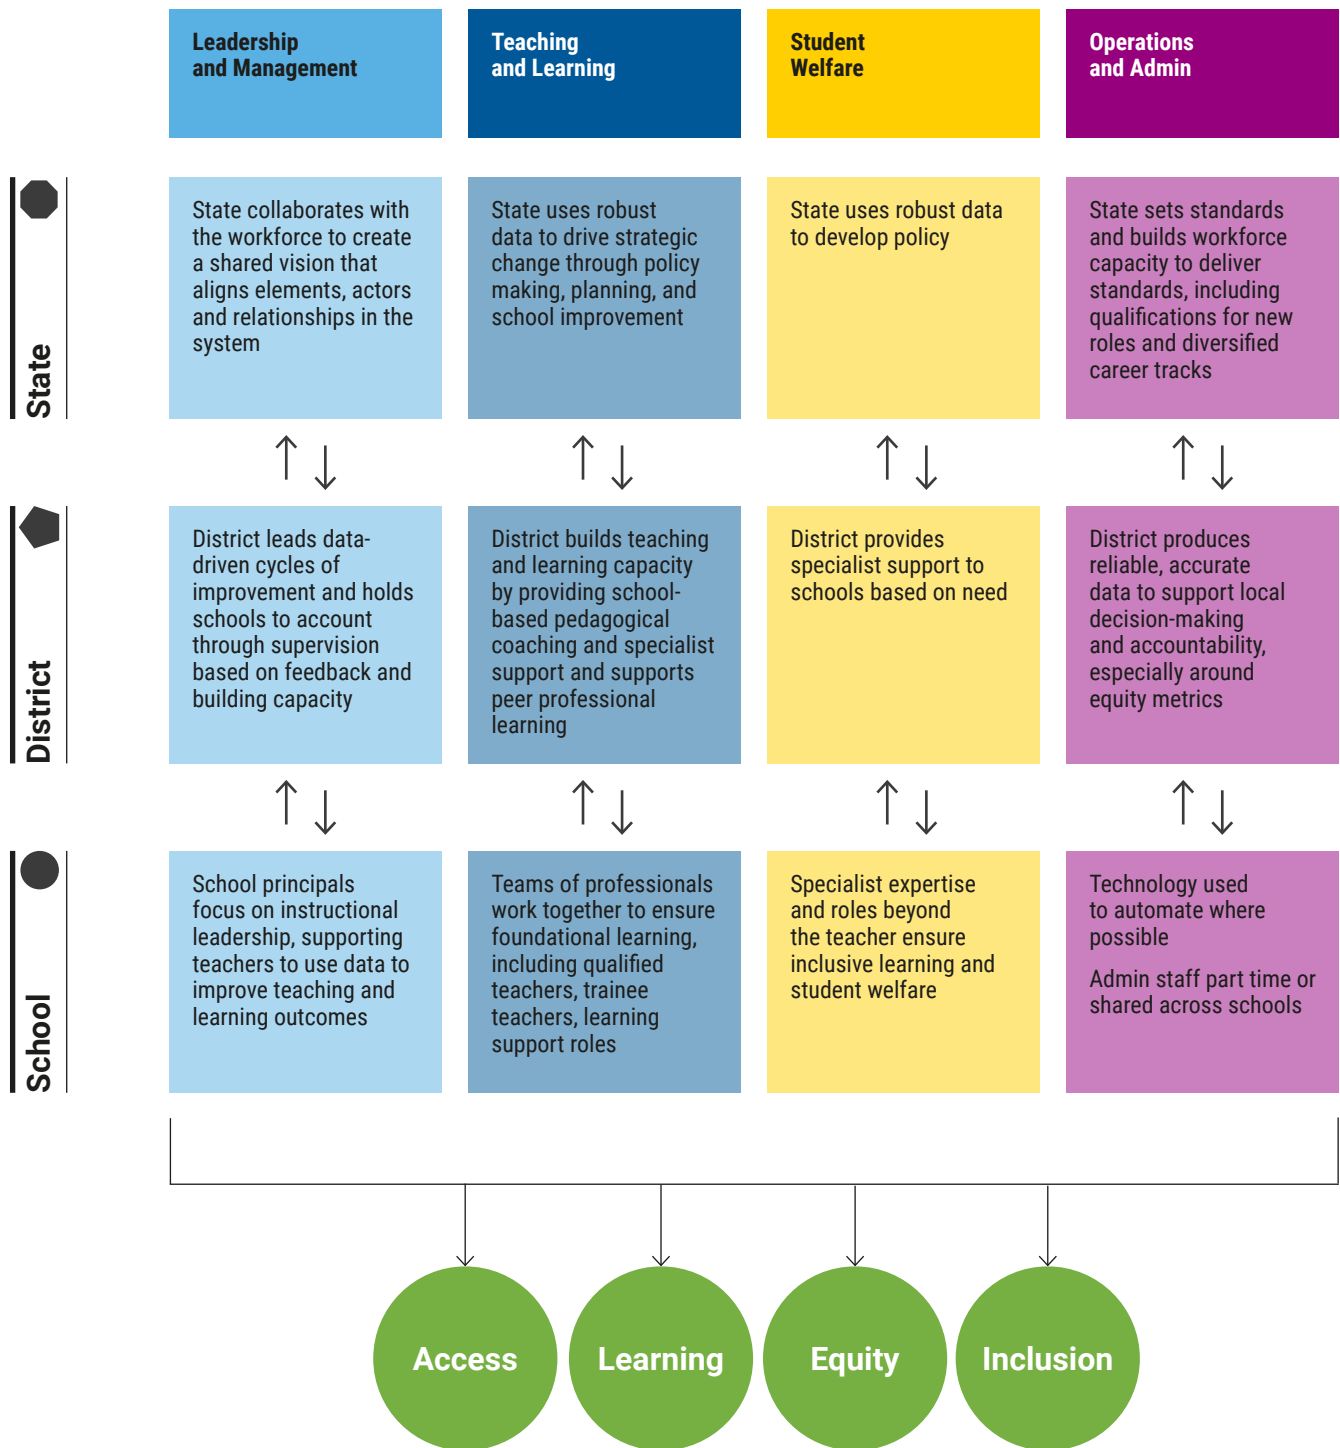 Leadership
and Management
Teaching
and Learning
Student
Welfare
Operations
and Admin
State
State collaborates with
the workforce to create
a shared vision that
aligns elements, actors
and relationships in the
system
State uses robust
data to drive strategic
change through policy
making, planning, and
school improvement
State uses robust data
to develop policy
State sets standards
and builds workforce
capacity to deliver
standards, including
qualifications for new
roles and diversified
career tracks
District
District leads data-
driven cycles of
improvement and holds
schools to account
through supervision
based on feedback and
building capacity
District builds teaching
and learning capacity
by providing school-
based pedagogical
coaching and specialist
support and supports
peer professional
learning
District provides
specialist support to
schools based on need
District produces
reliable, accurate
data to support local
decision-making
and accountability,
especially around
equity metrics
School
School principals
focus on instructional
leadership, supporting
teachers to use data to
improve teaching and
learning outcomes
Teams of professionals
work together to ensure
foundational learning,
including qualified
teachers, trainee
teachers, learning
support roles
Specialist expertise
and roles beyond
the teacher ensure
inclusive learning and
student welfare
Technology used
to automate where
possible
Admin staff part time or
shared across schools
Access
Learning
Equity
Inclusion